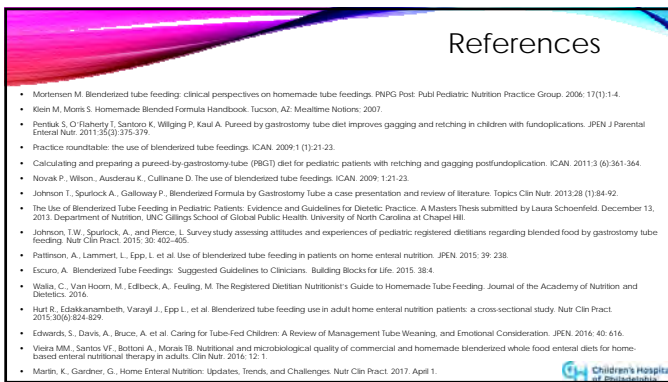 References
• Mortensen M. Blenderized tube feeding: clinical perspectives on homemade tube feedings. PNPG Post: Publ Pediatric Nutrition Practice Group. 2006; 17(1):1-4.
• Klein M, Morris S. Homemade Blended Formula Handbook. Tucson, AZ: Mealtime Notions; 2007.
• Pentiuk S, O'Flaherty T, Santoro K, Willging P, Kaul A. Pureed by gastrostomy tube diet improves gagging and retching in children with fundoplications. JPEN J Parental
Enteral Nutr. 2011;35(3):375-379.
• Practice roundtable: the use of blenderized tube feedings. ICAN. 2009:1 (1):21-23.
• Calculating and preparing a pureed-by-gastrostomy-tube (PBGT) diet for pediatric patients with retching and gagging postfundoplication. ICAN. 2011:3 (6):361-364.
• Novak P., Wilson., Ausderau K., Cullinane D. The use of blenderized tube feedings. ICAN. 2009; 1:21-23.
• Johnson T., Spurlock A., Galloway P., Blenderized Formula by Gastrostomy Tube a case presentation and review of literature. Topics Clin Nutr. 2013:28 (1):84-92.
• The Use of Blenderized Tube Feeding in Pediatric Patients: Evidence and Guidelines for Dietetic Practice. A Masters Thesis submitted by Laura Schoenfeld. December 13,
2013. Department of Nutrition, UNC Gillings School of Global Public Health. University of North Carolina at Chapel Hill.
• Johnson, T.W., Spurlock, A., and Pierce, L. Survey study assessing attitudes and experiences of pediatric registered dietitians regarding blended food by gastrostomy tube
feeding. Nutr Clin Pract. 2015; 30: 402–405.
• Pattinson, A., Lammert, L., Epp, L. et al. Use of blenderized tube feeding in patients on home enteral nutrition. JPEN. 2015; 39: 238.
• Escuro, A. Blenderized Tube Feedings: Suggested Guidelines to Clinicians. Building Blocks for Life. 2015. 38:4.
• Walia, C., Van Hoorn, M., Edlbeck, A,. Feuling, M. The Registered Dietitian Nutritionist's Guide to Homemade Tube Feeding. Journal of the Academy of Nutrition and
Dietetics. 2016.
• Hurt R., Edakkanambeth, Varayil J., Epp L., et al. Blenderized feeding use in adult home enteral nutrition patients: a cross-sectional study. Nutr Clin Pract.
2015;30(6):824-829.
• Edwards, S., Davis, A., Bruce, A. et al. Caring for Tube-Fed Children: A Review of Management Tube Weaning, and Emotional Consideration. JPEN. 2016; 40: 616.
• Vieira MM., Santos VF., Bottoni A., Morais TB. Nutritional and microbiological quality of commercial and homemade blenderized whole food enteral diets for home-
based enteral nutritional therapy in adults. Clin Nutr. 2016; 12: 1.
• Martin, K., Gardner, G., Home Enteral Nutrition: Updates, Trends, and Challenges. Nutr Clin Pract. 2017. April 1.
Children's Hospital
of Philadelphia